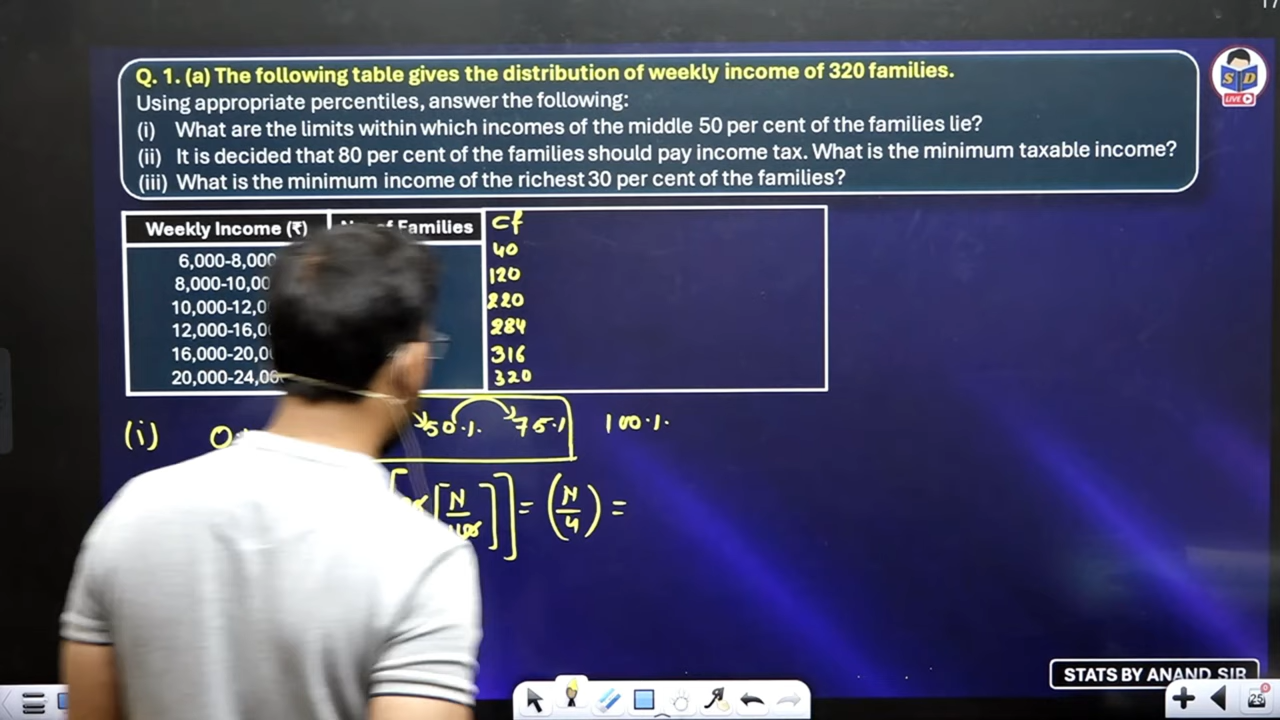 Q. 1. (a) The following table gives the distribution of weekly income of 320 families.
Using appropriate percentiles, answer the following:
(i) What are the limits within which incomes of the middle 50 per cent of the families lie?
(ii) It is decided that 80 per cent of the families should pay income tax. What is the minimum taxable income?
(iii) What is the minimum income of the richest 30 per cent of the families?
S D
LIVE
Weekly Income (₹) Families Cf
6,000-8,000 40
8,000-10,00 120
10,000-12,0 220
12,000-16,0 284
16,000-20,0 316
20,000-24,00 320
(i) 0 50% 75% 100%
[N/100]] = (N/4) =
STATS BY ANAND SIR
25
17